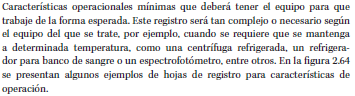 Características operacionales mínimas que deberá tener el equipo para que
trabaje de la forma esperada. Este registro será tan complejo o necesario según
el equipo del que se trate, por ejemplo, cuando se requiere que se mantenga
a determinada temperatura, como una centrífuga refrigerada, un refrigera-
dor para banco de sangre o un espectrofotómetro, entre otros. En la figura 2.64
se presentan algunos ejemplos de hojas de registro para características de
operación.